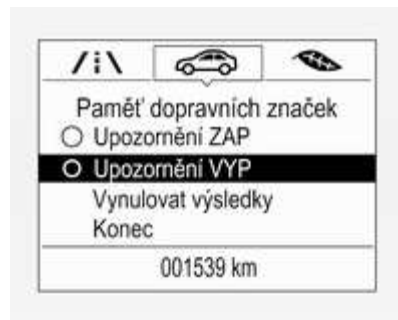 Paměť dopravních značek
Upozornění ZAP
Upozornění VYP
Vynulovat výsledky
Konec
001539 km